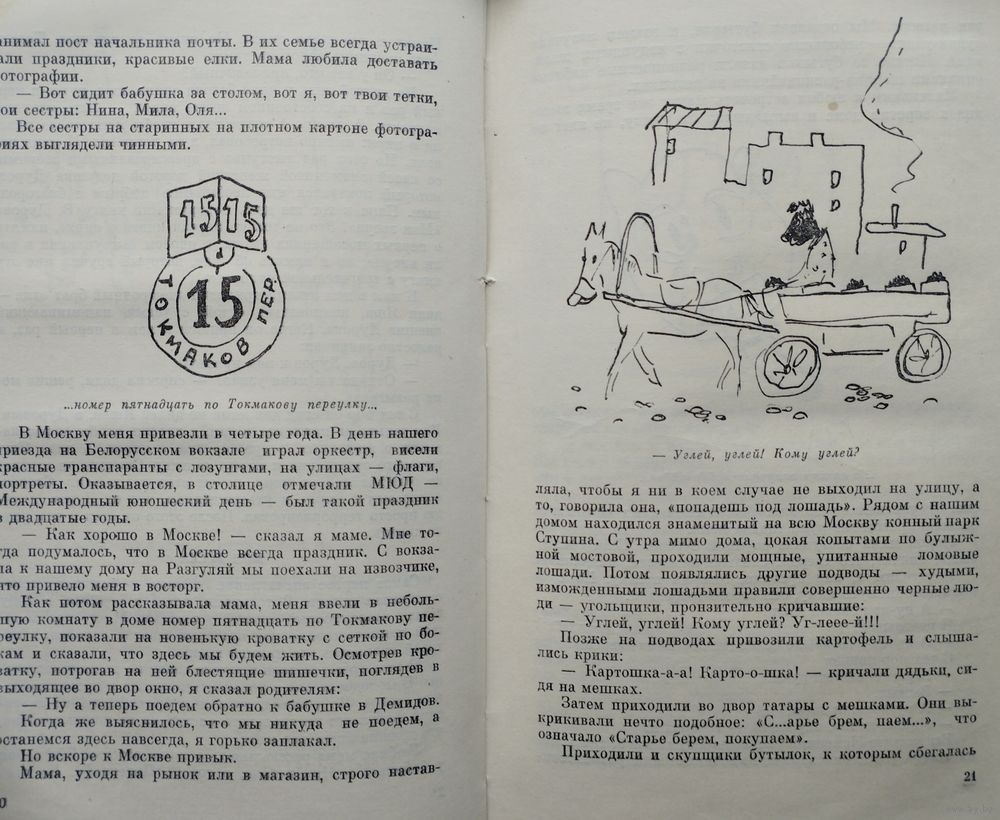 анимал пост начальника почты. В их семье всегда устраи-
али праздники, красивые елки. Мама любила доставать
отографии.
— Вот сидит бабушка за столом, вот я, вот твои тетки,
ои сестры: Нина, Мила, Оля...
Все сестры на старинных на плотном картоне фотогра-
иях выглядели чинными.
15 15
d
15
ТОКМАКОВ ПЕР
...номер пятнадцать по Токмакову переулку...
В Москву меня привезли в четыре года. В день нашего
приезда на Белорусском вокзале играл оркестр, висели
красные транспаранты с лозунгами, на улицах — флаги,
портреты. Оказывается, в столице отмечали МЮД —
Международный юношеский день — был такой праздник
в двадцатые годы.
— Как хорошо в Москве! — сказал я маме. Мне то-
гда подумалось, что в Москве всегда праздник. С вокза-
ла к нашему дому на Разгуляй мы поехали на извозчике,
что привело меня в восторг.
Как потом рассказывала мама, меня ввели в неболь-
шую комнату в доме номер пятнадцать по Токмакову пе-
реулку, показали на новенькую кроватку с сеткой по бо-
кам и сказали, что здесь мы будем жить. Осмотрев кро-
ватку, потрогав на ней блестящие шишечки, поглядев в
выходящее во двор окно, я сказал родителям:
— Ну а теперь поедем обратно к бабушке в Демидов.
Когда же выяснилось, что мы никуда не поедем, а
останемся здесь навсегда, я горько заплакал.
Но вскоре к Москве привык.
Мама, уходя на рынок или в магазин, строго настав-
0
— Углей, углей! Кому углей?
ляла, чтобы я ни в коем случае не выходил на улицу, а
то, говорила она, «попадешь под лошадь». Рядом с нашим
домом находился знаменитый на всю Москву конный парк
Ступина. С утра мимо дома, цокая копытами по булыж-
ной мостовой, проходили мощные, упитанные ломовые
лошади. Потом появлялись другие подводы — худыми,
изможденными лошадьми правили совершенно черные лю-
ди — угольщики, пронзительно кричавшие:
— Углей, углей! Кому углей? Уг-леее-й!!!
Позже на подводах привозили картофель и слыша-
лись крики:
— Картошка-а-а! Карто-о-шка! — кричали дядьки, си-
дя на мешках.
Затем приходили во двор татары с мешками. Они вы-
крикивали нечто подобное: «С...арье брем, паем...», что
означало «Старье берем, покупаем».
Приходили и скупщики бутылок, к которым сбегалась
21